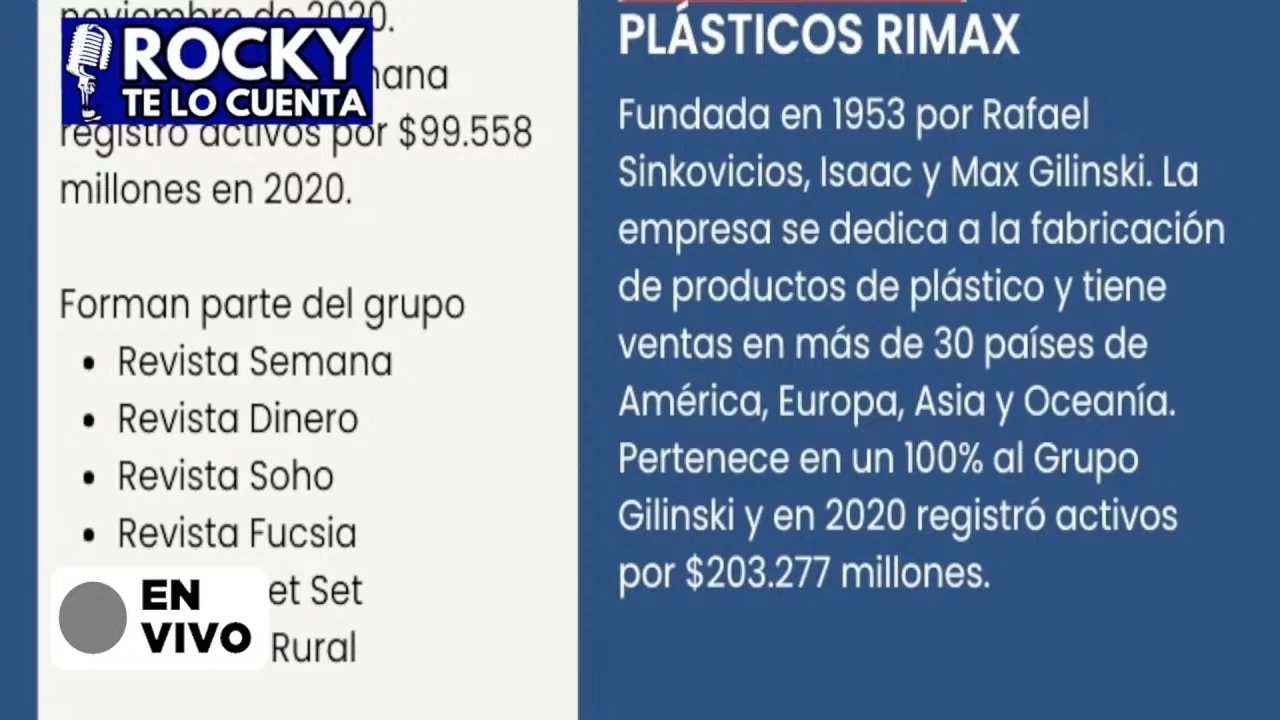 noviembre de 2020.
ROCKY
TE LO CUENTA
registró activos por $99.558
millones en 2020.
Forman parte del grupo
• Revista Semana
• Revista Dinero
• Revista Soho
• Revista Fucsia
et Set
Rural
EN
VIVO
PLÁSTICOS RIMAX
Fundada en 1953 por Rafael
Sinkovicios, Isaac y Max Gilinski. La
empresa se dedica a la fabricación
de productos de plástico y tiene
ventas en más de 30 países de
América, Europa, Asia y Oceanía.
Pertenece en un 100% al Grupo
Gilinski y en 2020 registró activos
por $203.277 millones.